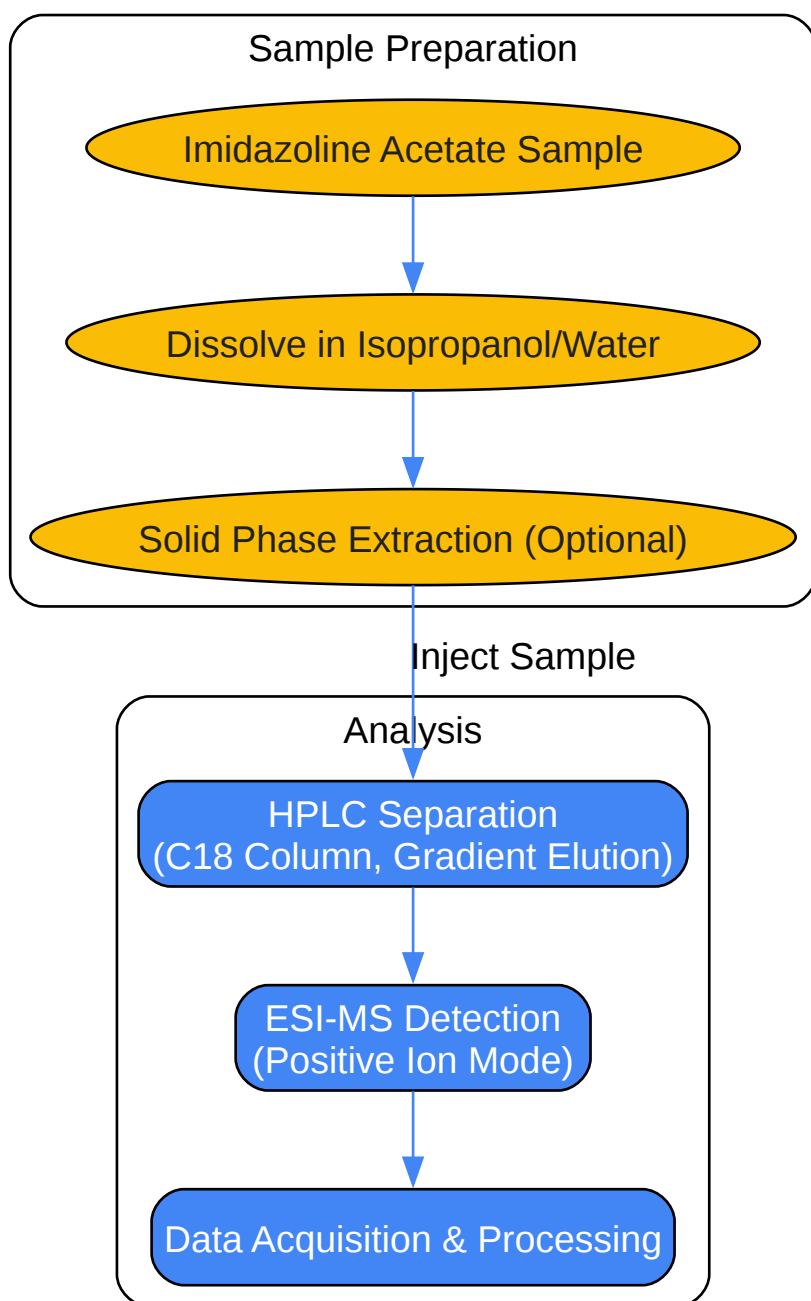 Sample Preparation
Imidazoline Acetate Sample
Dissolve in Isopropanol/Water
Solid Phase Extraction (Optional)
Inject Sample
Analysis
HPLC Separation
(C18 Column, Gradient Elution)
ESI-MS Detection
(Positive Ion Mode)
Data Acquisition & Processing